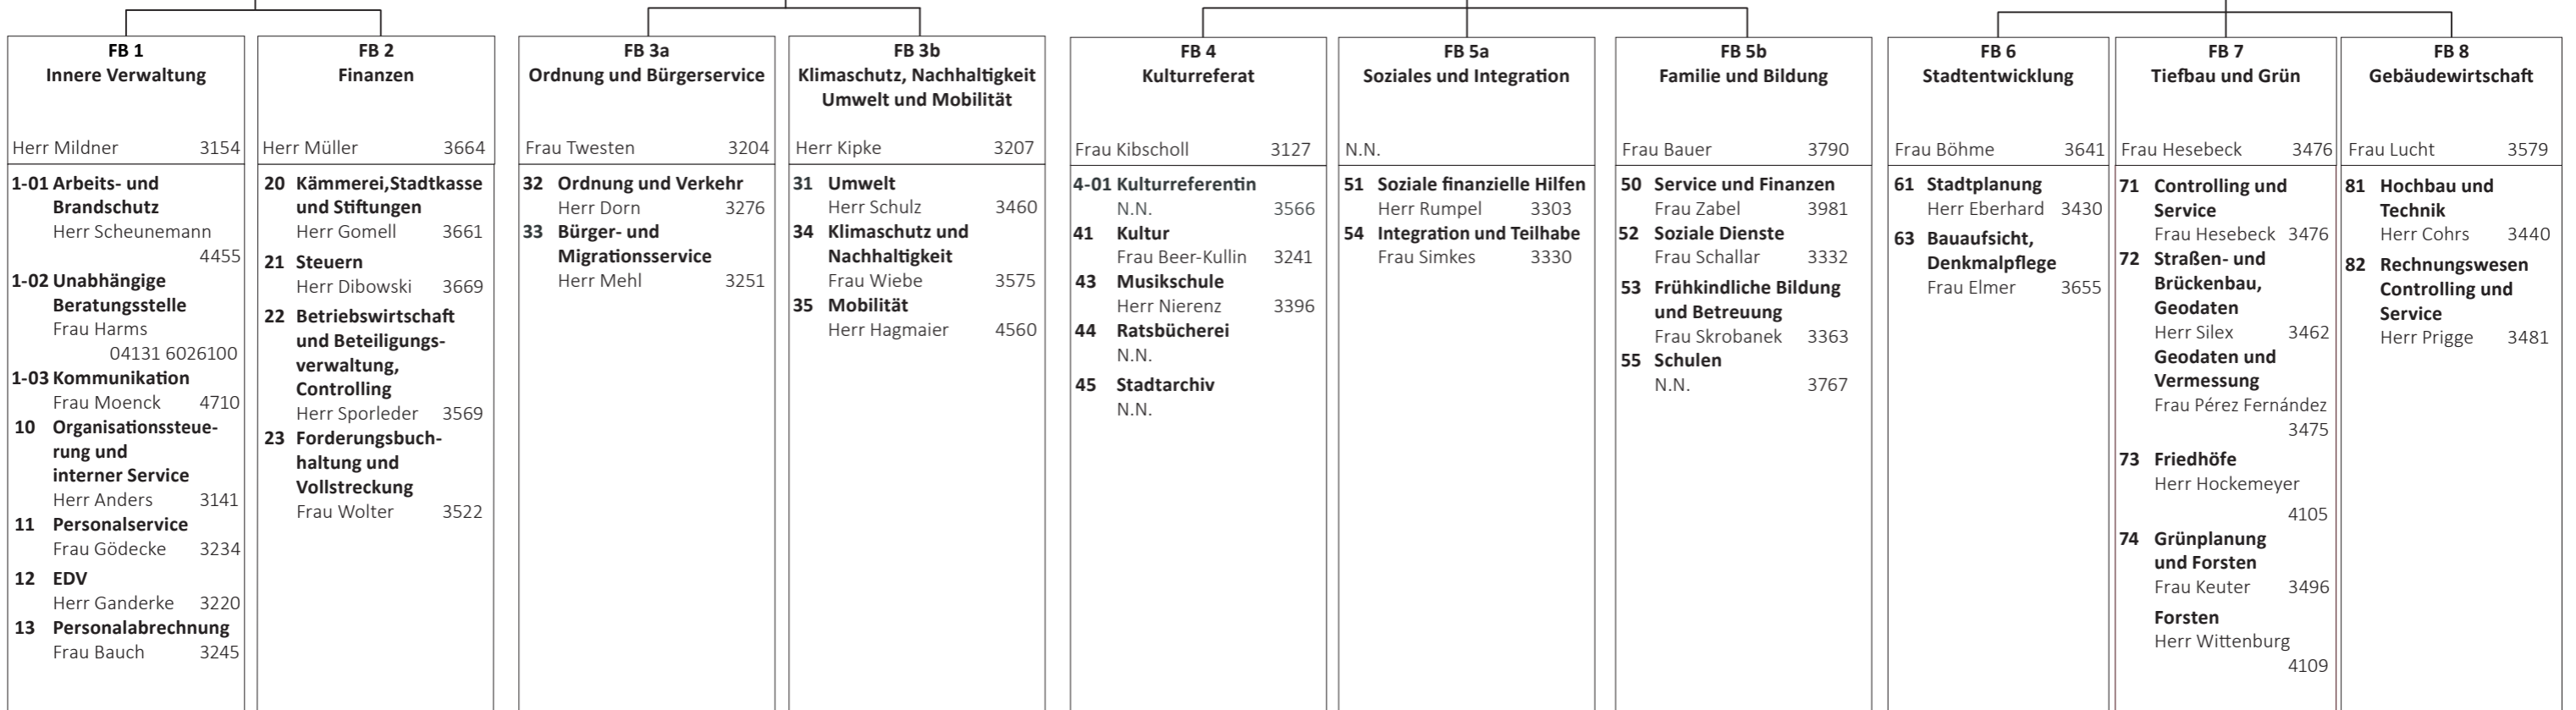 FB 1
Innere Verwaltung
Herr Mildner 3154
1-01 Arbeits- und
Brandschutz
Herr Scheunemann
4455
1-02 Unabhängige
Beratungsstelle
Frau Harms
04131 6026100
1-03 Kommunikation
Frau Moenck 4710
10 Organisationssteue-
rung und
interner Service
Herr Anders 3141
11 Personalservice
Frau Gödecke 3234
12 EDV
Herr Ganderke 3220
13 Personalabrechnung
Frau Bauch 3245
FB 2
Finanzen
Herr Müller 3664
20 Kämmerei,Stadtkasse
und Stiftungen
Herr Gomell 3661
21 Steuern
Herr Dibowski 3669
22 Betriebswirtschaft
und Beteiligungs-
verwaltung,
Controlling
Herr Sporleder 3569
23 Forderungsbuch-
haltung und
Vollstreckung
Frau Wolter 3522
FB 3a
Ordnung und Bürgerservice
Frau Twesten 3204
32 Ordnung und Verkehr
Herr Dorn 3276
33 Bürger- und
Migrationsservice
Herr Mehl 3251
FB 3b
Klimaschutz, Nachhaltigkeit
Umwelt und Mobilität
Herr Kipke 3207
31 Umwelt
Herr Schulz 3460
34 Klimaschutz und
Nachhaltigkeit
Frau Wiebe 3575
35 Mobilität
Herr Hagmaier 4560
FB 4
Kulturreferat
Frau Kibscholl 3127
4-01 Kulturreferentin
N.N. 3566
41 Kultur
Frau Beer-Kullin 3241
43 Musikschule
Herr Nierenz 3396
44 Ratsbücherei
N.N.
45 Stadtarchiv
N.N.
FB 5a
Soziales und Integration
N.N.
51 Soziale finanzielle Hilfen
Herr Rumpel 3303
54 Integration und Teilhabe
Frau Simkes 3330
FB 5b
Familie und Bildung
Frau Bauer 3790
50 Service und Finanzen
Frau Zabel 3981
52 Soziale Dienste
Frau Schallar 3332
53 Frühkindliche Bildung
und Betreuung
Frau Skrobanek 3363
55 Schulen
N.N. 3767
FB 6
Stadtentwicklung
Frau Böhme 3641
61 Stadtplanung
Herr Eberhard 3430
63 Bauaufsicht,
Denkmalpflege
Frau Elmer 3655
FB 7
Tiefbau und Grün
Frau Hesebeck 3476
71 Controlling und
Service
Frau Hesebeck 3476
72 Straßen- und
Brückenbau,
Geodaten
Herr Silex 3462
Geodaten und
Vermessung
Frau Pérez Fernández
3475
73 Friedhöfe
Herr Hockemeyer
4105
74 Grünplanung
und Forsten
Frau Keuter 3496
Forsten
Herr Wittenburg
4109
FB 8
Gebäudewirtschaft
Frau Lucht 3579
81 Hochbau und
Technik
Herr Cohrs 3440
82 Rechnungswesen
Controlling und
Service
Herr Prigge 3481